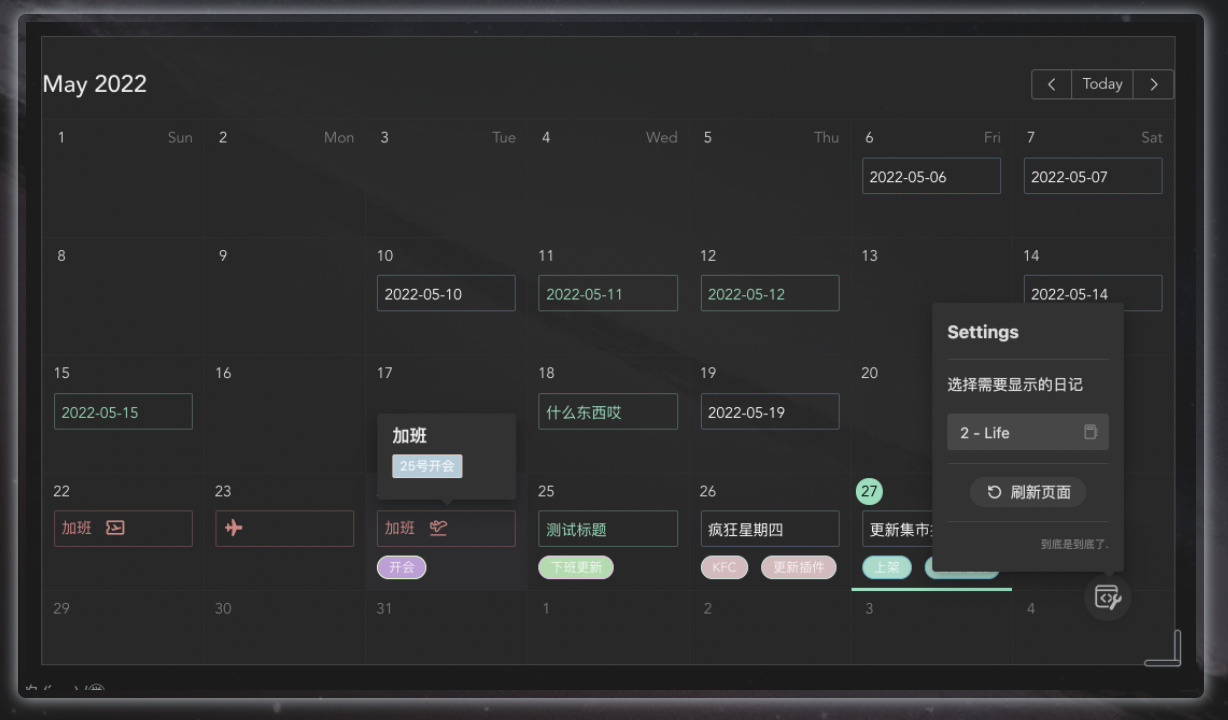 May 2022
Today
1 Sun 2 Mon 3 Tue 4 Wed 5 Thu 6 Fri 7 Sat
2022-05-06 2022-05-07
8 9 10 11 12 13 14
2022-05-10 2022-05-11 2022-05-12 2022-05-14
Settings
选择需要显示的日记
2 - Life
刷新页面
到底是到底了.
15 16 17 18 19 20
2022-05-15 什么东西哎 2022-05-19
加班
25号开会
22 23 25 26 27
加班 加班 测试标题 疯狂星期四 更新集市
开会 下班更新 KFC 更新插件 上架
29 30 31 1 2 3 4